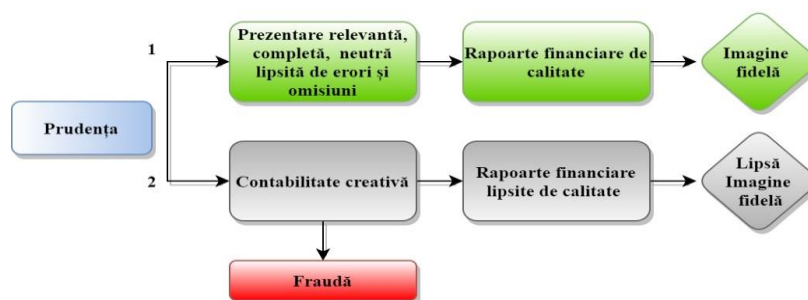 1
Prezentare relevantă,
completă, neutră
lipsită de erori și
omisiuni
Rapoarte financiare de
calitate
Imagine
fidelă
Prudența
2
Contabilitate creativă
Rapoarte financiare
lipsite de calitate
Lipsă
Imagine
fidelă
Fraudă